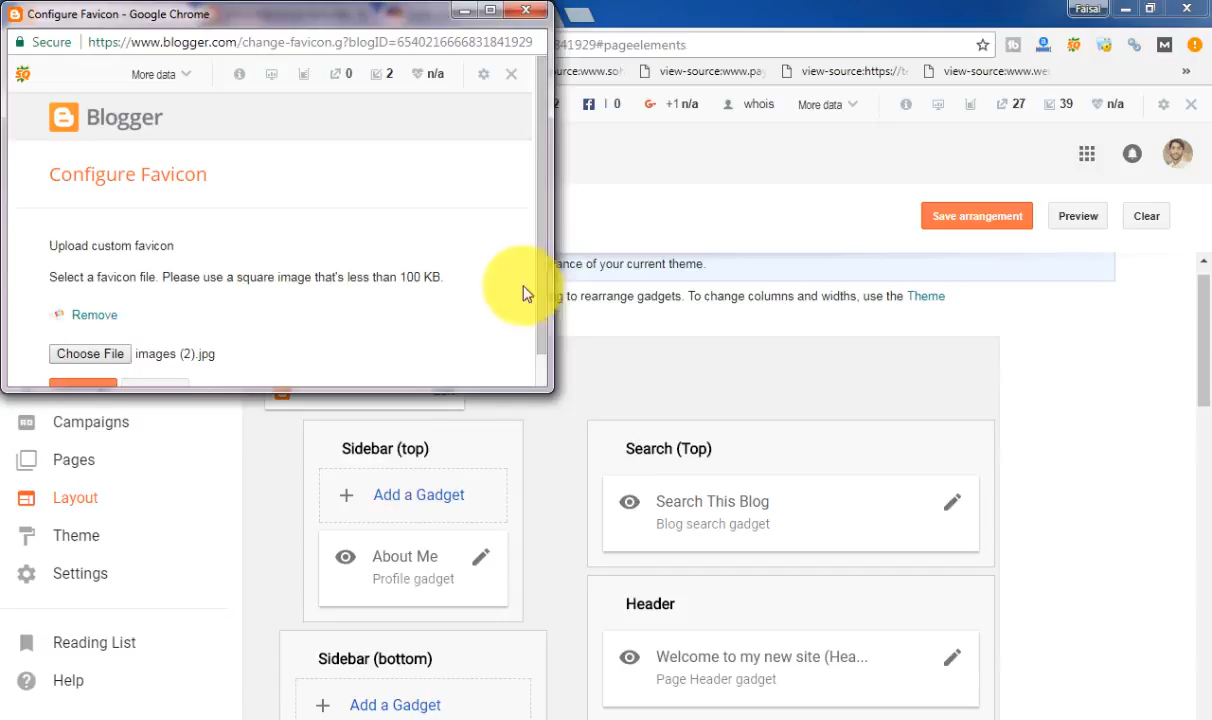 Configure Favicon - Google Chrome
Faisal
Secure
https://www.blogger.com/change-favicon.g?blogID=6540216666831841929
841929#pageelements
More data
0
2
n/a
view-source:www.pa
view-source:https://t
view-source:www.we
»
0
+1
n/a
whois
More data
27
39
n/a
Blogger
Configure Favicon
Save arrangement
Preview
Clear
Upload custom favicon
ance of your current theme.
Select a favicon file. Please use a square image that's less than 100 KB.
g to rearrange gadgets. To change columns and widths, use the Theme
Remove
Choose File images (2).jpg
Campaigns
Pages
Layout
Theme
Settings
Reading List
Help
Sidebar (top)
+ Add a Gadget
About Me
Profile gadget
Sidebar (bottom)
+ Add a Gadget
Search (Top)
Search This Blog
Blog search gadget
Header
Welcome to my new site (Hea...
Page Header gadget